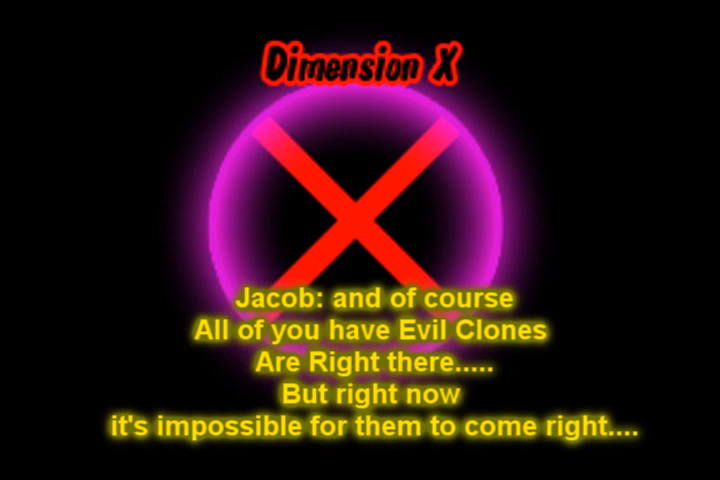 Dimension X
Jacob: and of course
All of you have Evil Clones
Are Right there.....
But right now
it's impossible for them to come right....